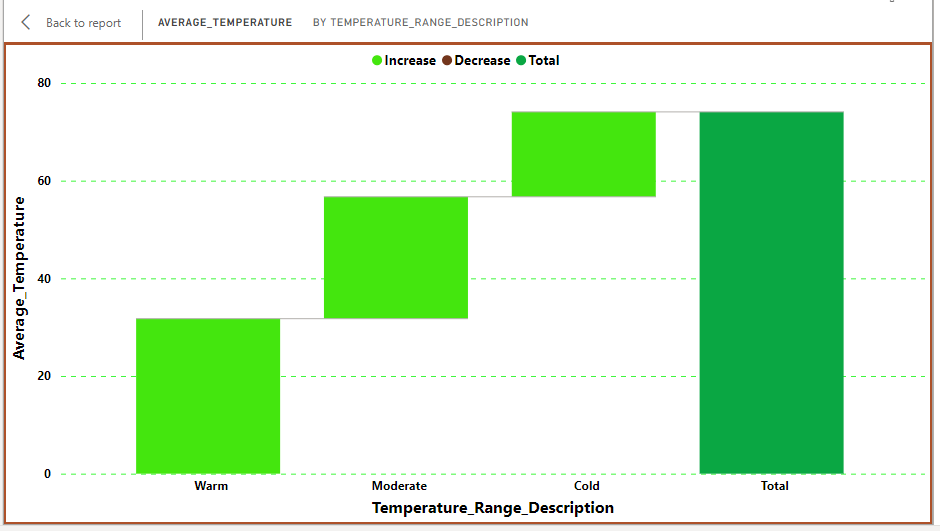 Back to report AVERAGE_TEMPERATURE BY TEMPERATURE_RANGE_DESCRIPTION
Increase Decrease Total
80
60
40
20
0
Average_Temperature
Warm Moderate Cold Total
Temperature_Range_Description